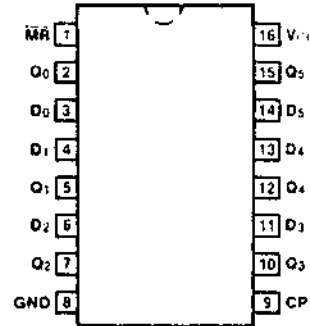 M̅R̅ 1 16 Vcc
Q0 2 15 Q5
D0 3 14 D5
D1 4 13 D4
Q1 5 12 Q4
D2 6 11 D3
Q2 7 10 Q3
GND 8 9 CP